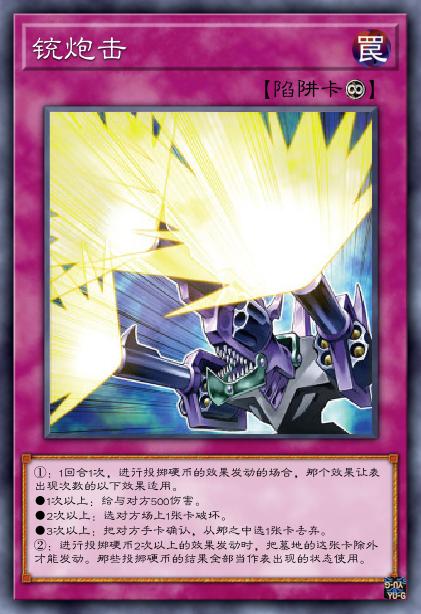 铳炮击
罠
【陷阱卡】
①：1回合1次，进行投掷硬币的效果发动的场合，那个效果让表
出现次数的以下效果适用。
●1次以上：给与对方500伤害。
●2次以上：选对方场上1张卡破坏。
●3次以上：把对方手卡确认，从那之中选1张卡丢弃。
②：进行投掷硬币2次以上的效果发动时，把墓地的这张卡除外
才能发动。那些投掷硬币的结果全部当作表出现的状态使用。
YU-G